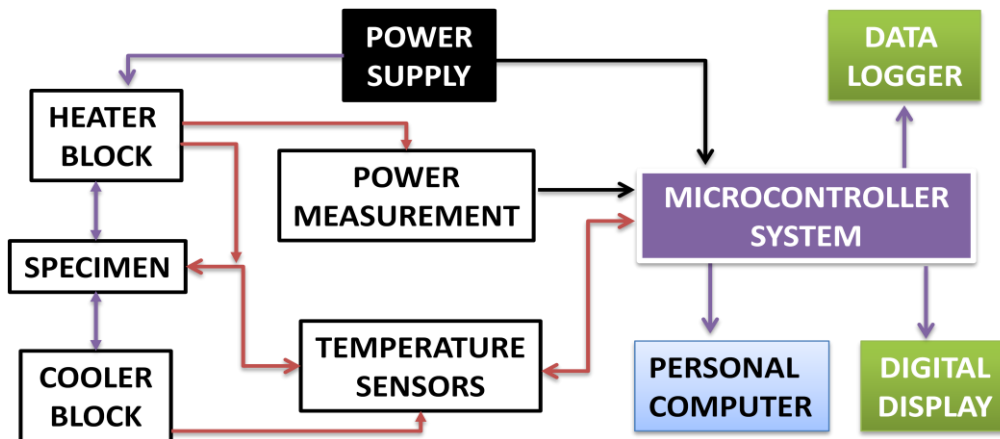 POWER
SUPPLY
DATA
LOGGER
HEATER
BLOCK
POWER
MEASUREMENT
MICROCONTROLLER
SYSTEM
SPECIMEN
TEMPERATURE
SENSORS
COOLER
BLOCK
PERSONAL
COMPUTER
DIGITAL
DISPLAY